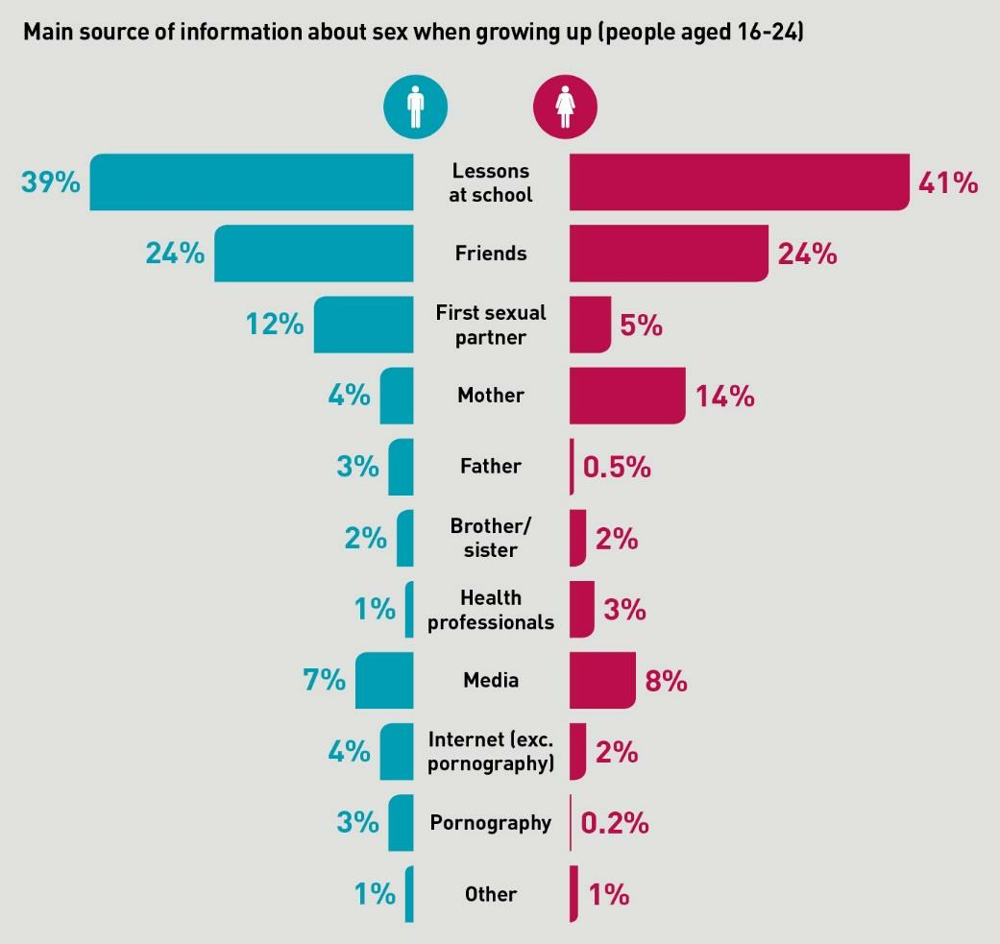 Main source of information about sex when growing up (people aged 16-24)
39%
Lessons
at school
41%
24%
Friends
24%
12%
First sexual
partner
5%
4%
Mother
14%
3%
Father
0.5%
2%
Brother/
sister
2%
1%
Health
professionals
3%
7%
Media
8%
4%
Internet (exc.
pornography)
2%
3%
Pornography
0.2%
1%
Other
1%